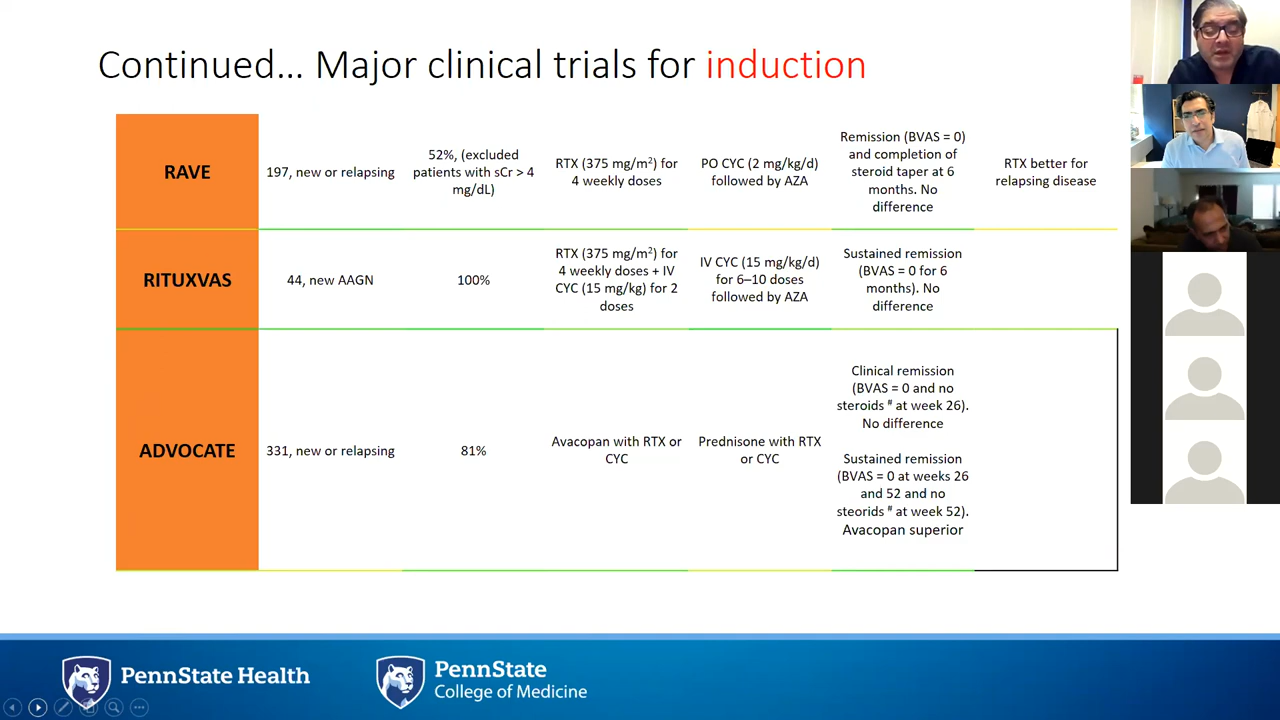 Continued... Major clinical trials for induction
RAVE
197, new or relapsing
52%, (excluded
patients with sCr > 4
mg/dL)
RTX (375 mg/m²) for
4 weekly doses
PO CYC (2 mg/kg/d)
followed by AZA
Remission (BVAS = 0)
and completion of
steroid taper at 6
months. No
difference
RTX better for
relapsing disease
RITUXVAS
44, new AAGN
100%
RTX (375 mg/m²) for
4 weekly doses + IV
CYC (15 mg/kg) for 2
doses
IV CYC (15 mg/kg/d)
for 6–10 doses
followed by AZA
Sustained remission
(BVAS = 0 for 6
months). No
difference
ADVOCATE
331, new or relapsing
81%
Avacopan with RTX or
CYC
Prednisone with RTX
or CYC
Clinical remission
(BVAS = 0 and no
steroids # at week 26).
No difference
Sustained remission
(BVAS = 0 at weeks 26
and 52 and no
steorids # at week 52).
Avacopan superior
PennState Health
PennState
College of Medicine